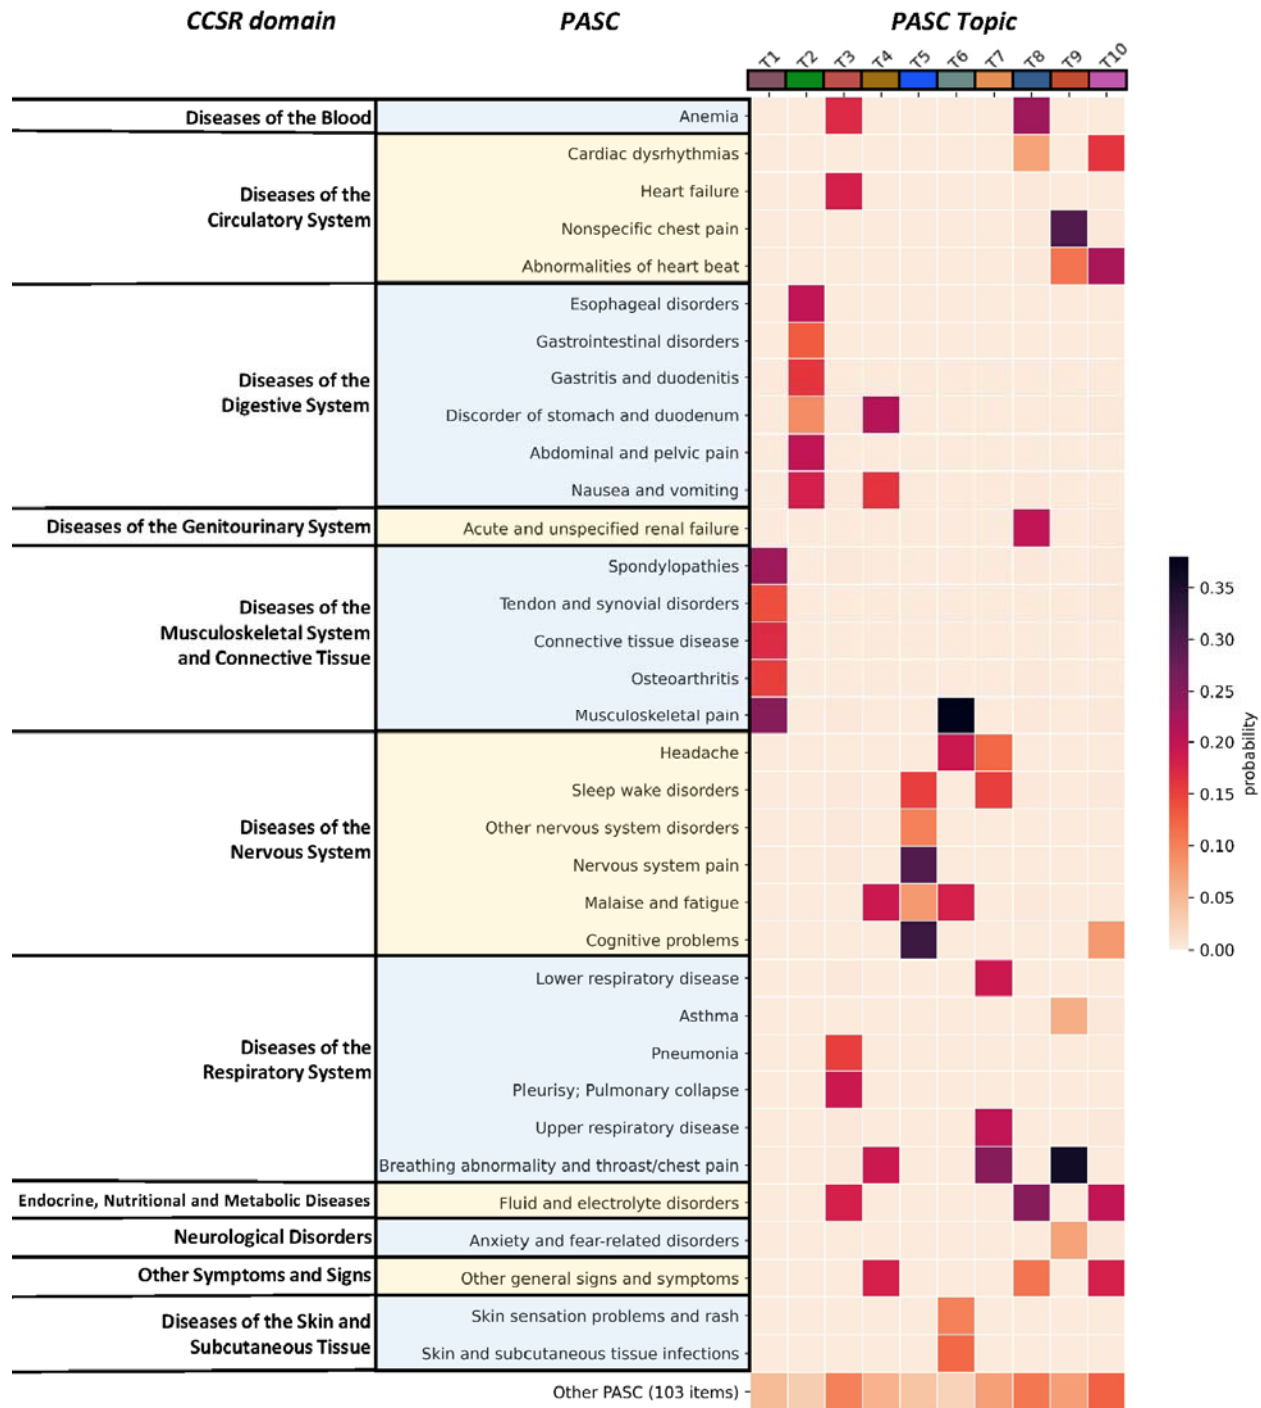 CCSR domain PASC PASC Topic
T1 T2 T3 T4 T5 T6 T7 T8 T9 T10
Diseases of the Blood
Anemia
Diseases of the
Circulatory System
Cardiac dysrhythmias
Heart failure
Nonspecific chest pain
Abnormalities of heart beat
Diseases of the
Digestive System
Esophageal disorders
Gastrointestinal disorders
Gastritis and duodenitis
Discorder of stomach and duodenum
Abdominal and pelvic pain
Nausea and vomiting
Diseases of the Genitourinary System
Acute and unspecified renal failure
Diseases of the
Musculoskeletal System
and Connective Tissue
Spondylopathies
Tendon and synovial disorders
Connective tissue disease
Osteoarthritis
Musculoskeletal pain
Diseases of the
Nervous System
Headache
Sleep wake disorders
Other nervous system disorders
Nervous system pain
Malaise and fatigue
Cognitive problems
Diseases of the
Respiratory System
Lower respiratory disease
Asthma
Pneumonia
Pleurisy; Pulmonary collapse
Upper respiratory disease
Breathing abnormality and throast/chest pain
Endocrine, Nutritional and Metabolic Diseases
Fluid and electrolyte disorders
Neurological Disorders
Anxiety and fear-related disorders
Other Symptoms and Signs
Other general signs and symptoms
Diseases of the Skin and
Subcutaneous Tissue
Skin sensation problems and rash
Skin and subcutaneous tissue infections
Other PASC (103 items)
0.35
0.30
0.25
0.20
0.15
0.10
0.05
0.00
probability